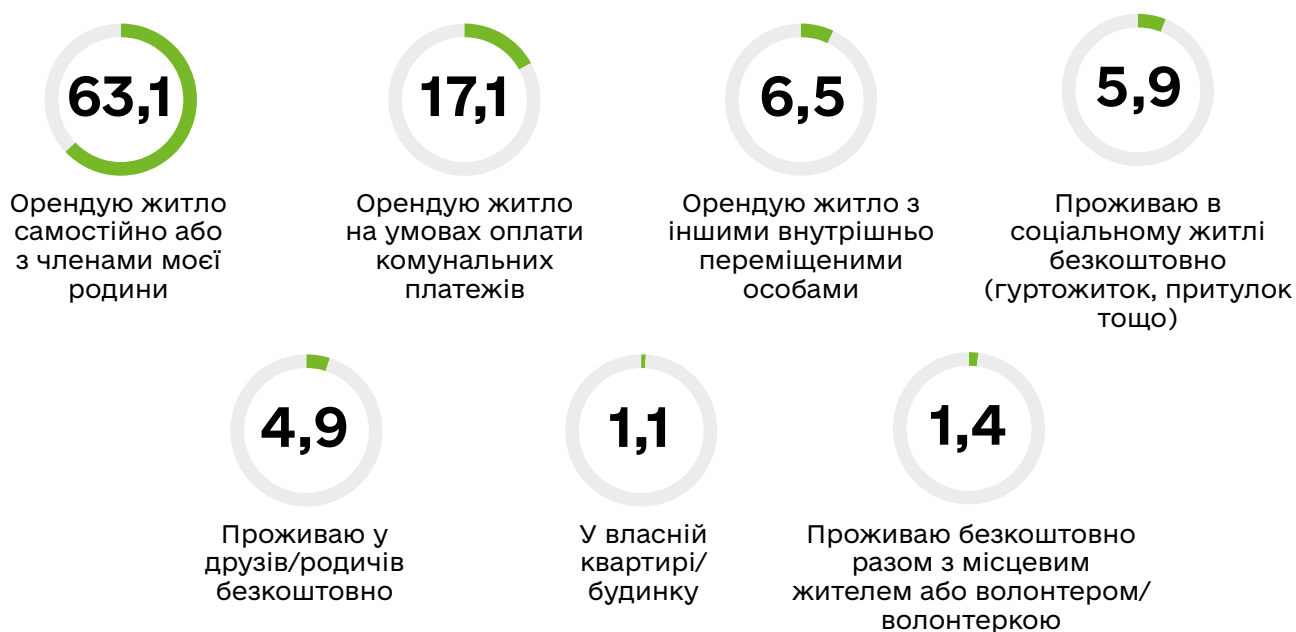 63,1
Орендую житло
самостійно або
з членами моєї
родини
17,1
Орендую житло
на умовах оплати
комунальних
платежів
6,5
Орендую житло з
іншими внутрішньо
переміщеними
особами
5,9
Проживаю в
соціальному житлі
безкоштовно
(гуртожиток, притулок
тощо)
4,9
Проживаю у
друзів/родичів
безкоштовно
1,1
У власній
квартирі/
будинку
1,4
Проживаю безкоштовно
разом з місцевим
жителем або волонтером/
волонтеркою